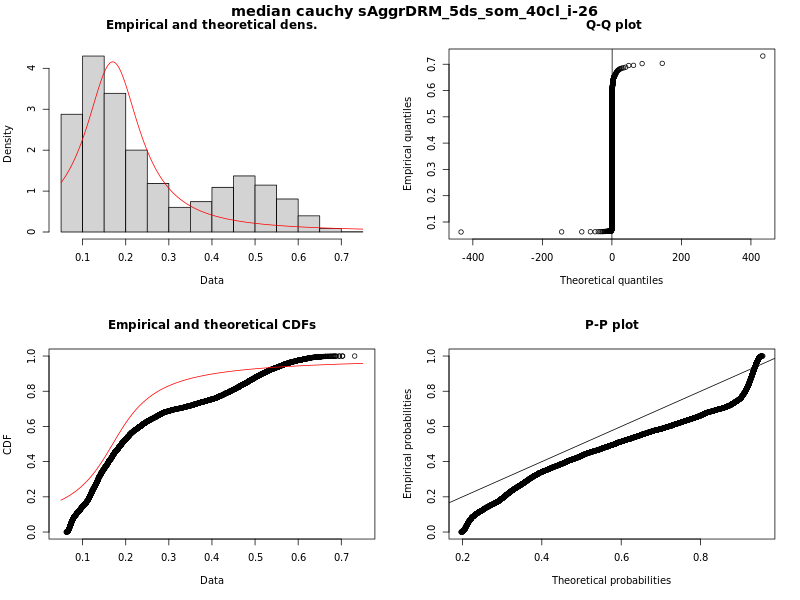 median cauchy sAggrDRM_5ds_som_40cl_i-26
Empirical and theoretical dens.
Density
0 1 2 3 4
0.1 0.2 0.3 0.4 0.5 0.6 0.7
Data
Q-Q plot
Empirical quantiles
0.1 0.2 0.3 0.4 0.5 0.6 0.7
-400 -200 0 200 400
Theoretical quantiles
Empirical and theoretical CDFs
CDF
0.0 0.2 0.4 0.6 0.8 1.0
0.1 0.2 0.3 0.4 0.5 0.6 0.7
Data
P-P plot
Empirical probabilities
0.0 0.2 0.4 0.6 0.8 1.0
0.2 0.4 0.6 0.8
Theoretical probabilities